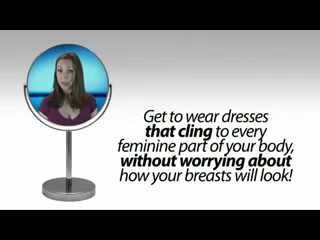 Get to wear dresses
that cling to every
feminine part of your body,
without worrying about
how your breasts will look!